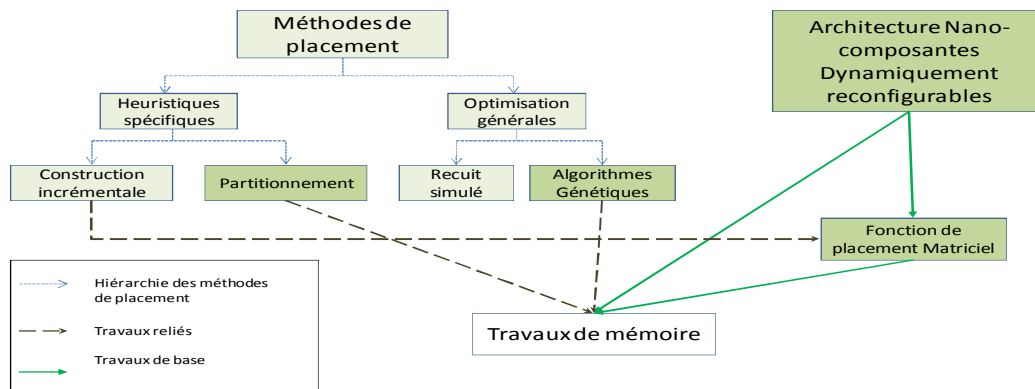 Méthodes de
placement
Architecture Nano-
composantes
Dynamiquement
reconfigurables
Heuristiques
spécifiques
Optimisation
générales
Construction
incrémentale
Partitionnement
Recuit
simulé
Algorithmes
Génétiques
Fonction de
placement Matriciel
Hiérarchie des méthodes
de placement
Travaux reliés
Travaux de base
Travaux de mémoire